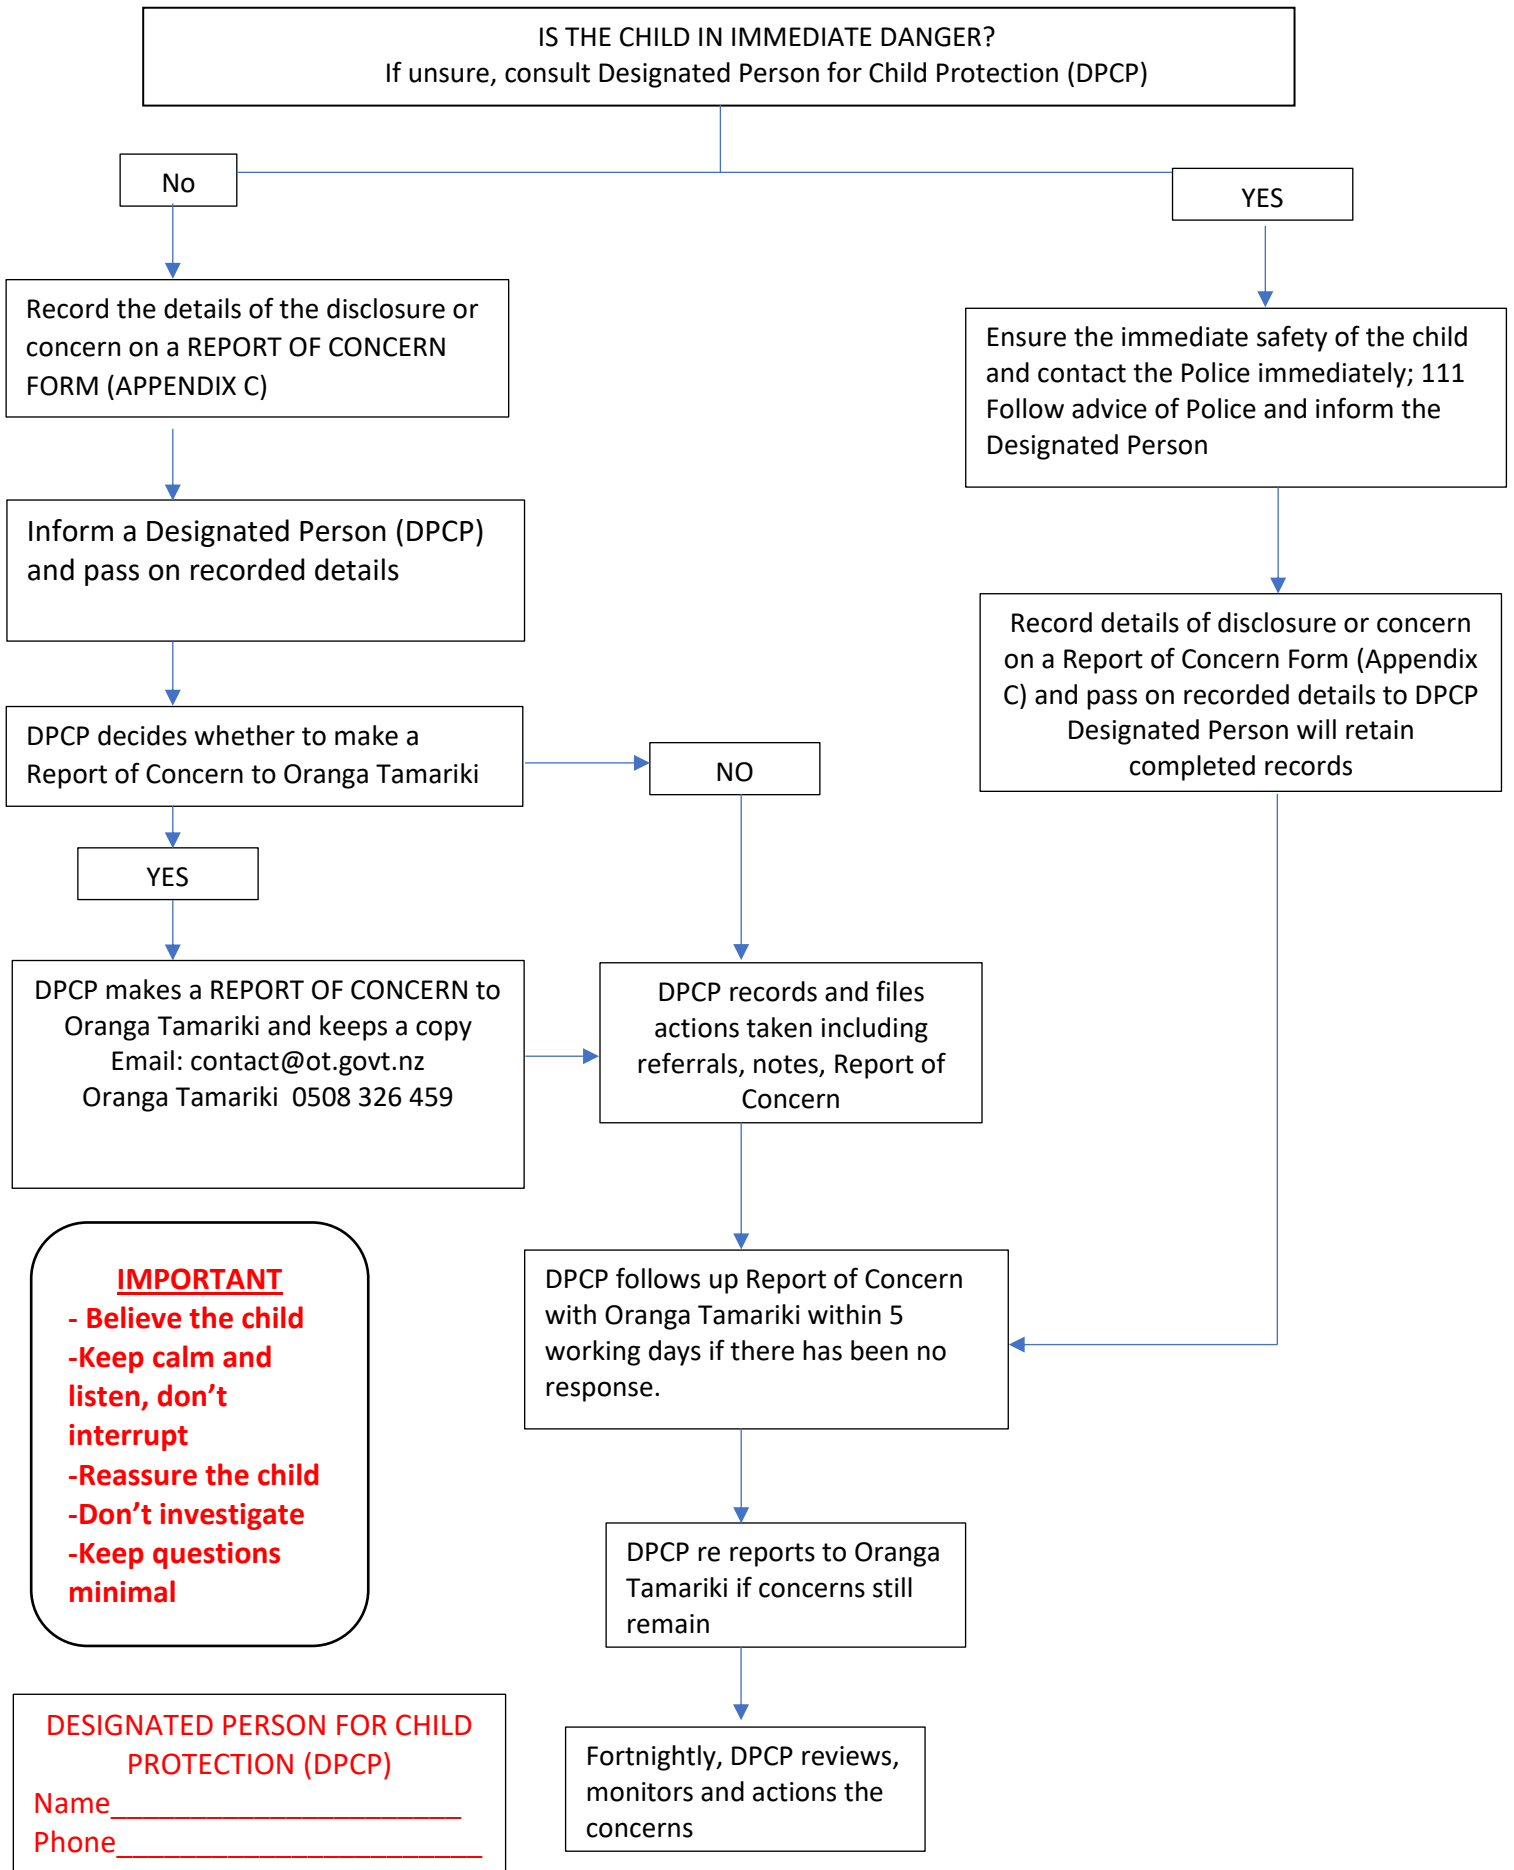 IS THE CHILD IN IMMEDIATE DANGER?
If unsure, consult Designated Person for Child Protection (DPCP)
No
YES
Record the details of the disclosure or
concern on a REPORT OF CONCERN
FORM (APPENDIX C)
Ensure the immediate safety of the child
and contact the Police immediately; 111
Follow advice of Police and inform the
Designated Person
Inform a Designated Person (DPCP)
and pass on recorded details
Record details of disclosure or concern
on a Report of Concern Form (Appendix
C) and pass on recorded details to DPCP
Designated Person will retain
completed records
DPCP decides whether to make a
Report of Concern to Oranga Tamariki
NO
YES
DPCP makes a REPORT OF CONCERN to
Oranga Tamariki and keeps a copy
Email: contact@ot.govt.nz
Oranga Tamariki  0508 326 459
DPCP records and files
actions taken including
referrals, notes, Report of
Concern
IMPORTANT
- Believe the child
-Keep calm and
listen, don’t
interrupt
-Reassure the child
-Don’t investigate
-Keep questions
minimal
DPCP follows up Report of Concern
with Oranga Tamariki within 5
working days if there has been no
response.
DPCP re reports to Oranga
Tamariki if concerns still
remain
DESIGNATED PERSON FOR CHILD
PROTECTION (DPCP)
Name_______________________
Phone________________________
Fortnightly, DPCP reviews,
monitors and actions the
concerns